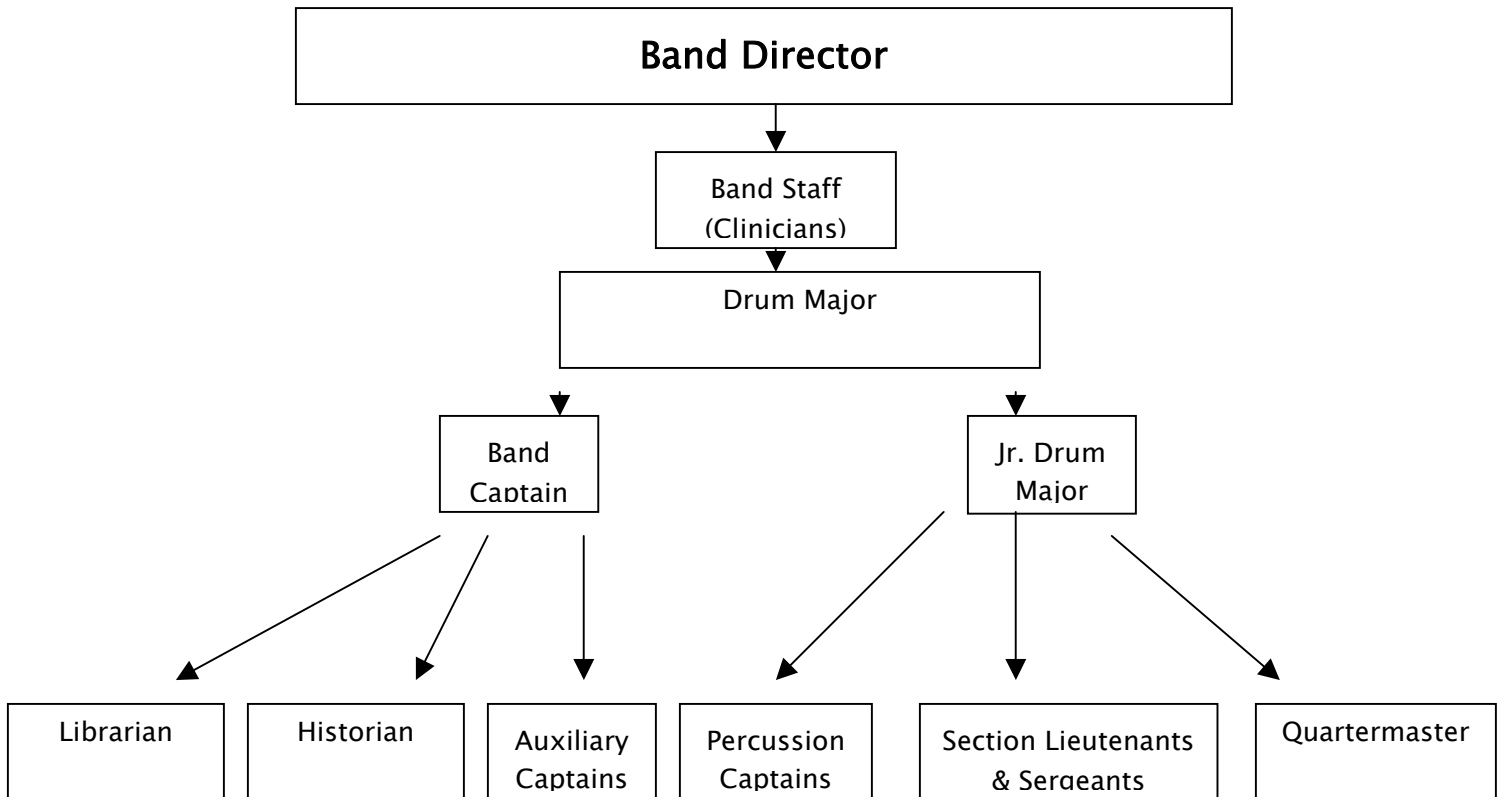 Band Director
Band Staff
(Clinicians)
Drum Major
Band
Captain
Jr. Drum
Major
Librarian
Historian
Auxiliary
Captains
Percussion
Captains
Section Lieutenants
& Sergeants
Quartermaster